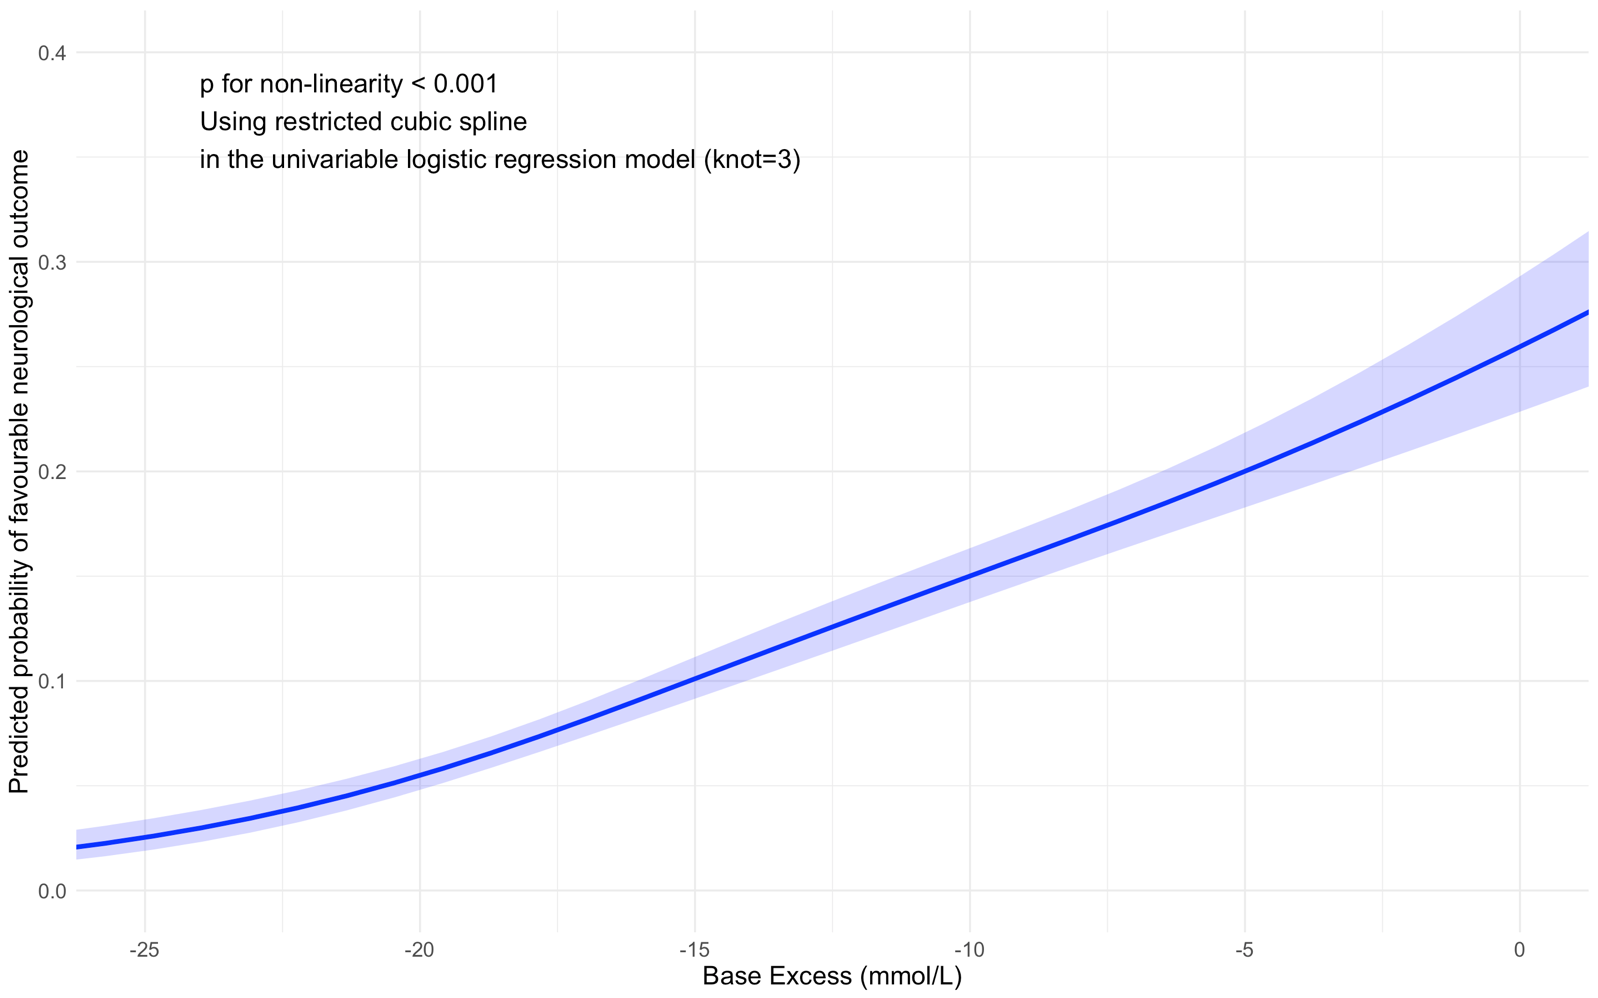 p for non-linearity < 0.001
Using restricted cubic spline
in the univariable logistic regression model (knot=3)
Predicted probability of favourable neurological outcome
0.4
0.3
0.2
0.1
0.0
-25
-20
-15
-10
-5
0
Base Excess (mmol/L)